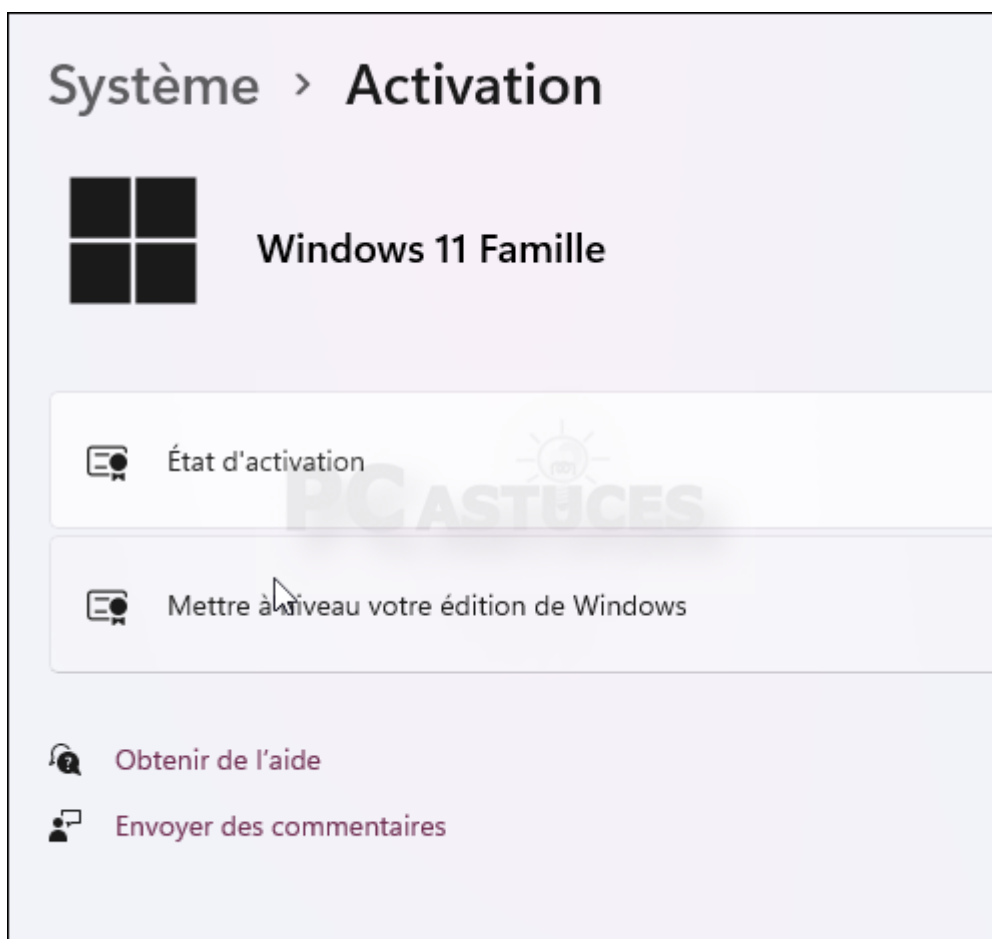 Système > Activation
Windows 11 Famille
État d'activation
PC ASTUCES
Mettre à niveau votre édition de Windows
Obtenir de l’aide
Envoyer des commentaires